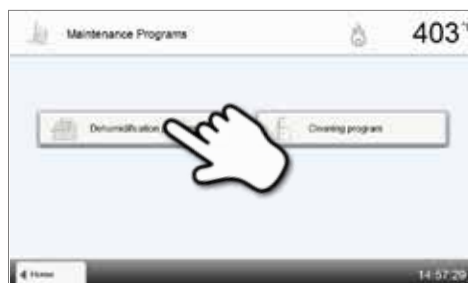 Maintenance Programs
403°
Dehumidification
Cleaning program
Home
14:57:29